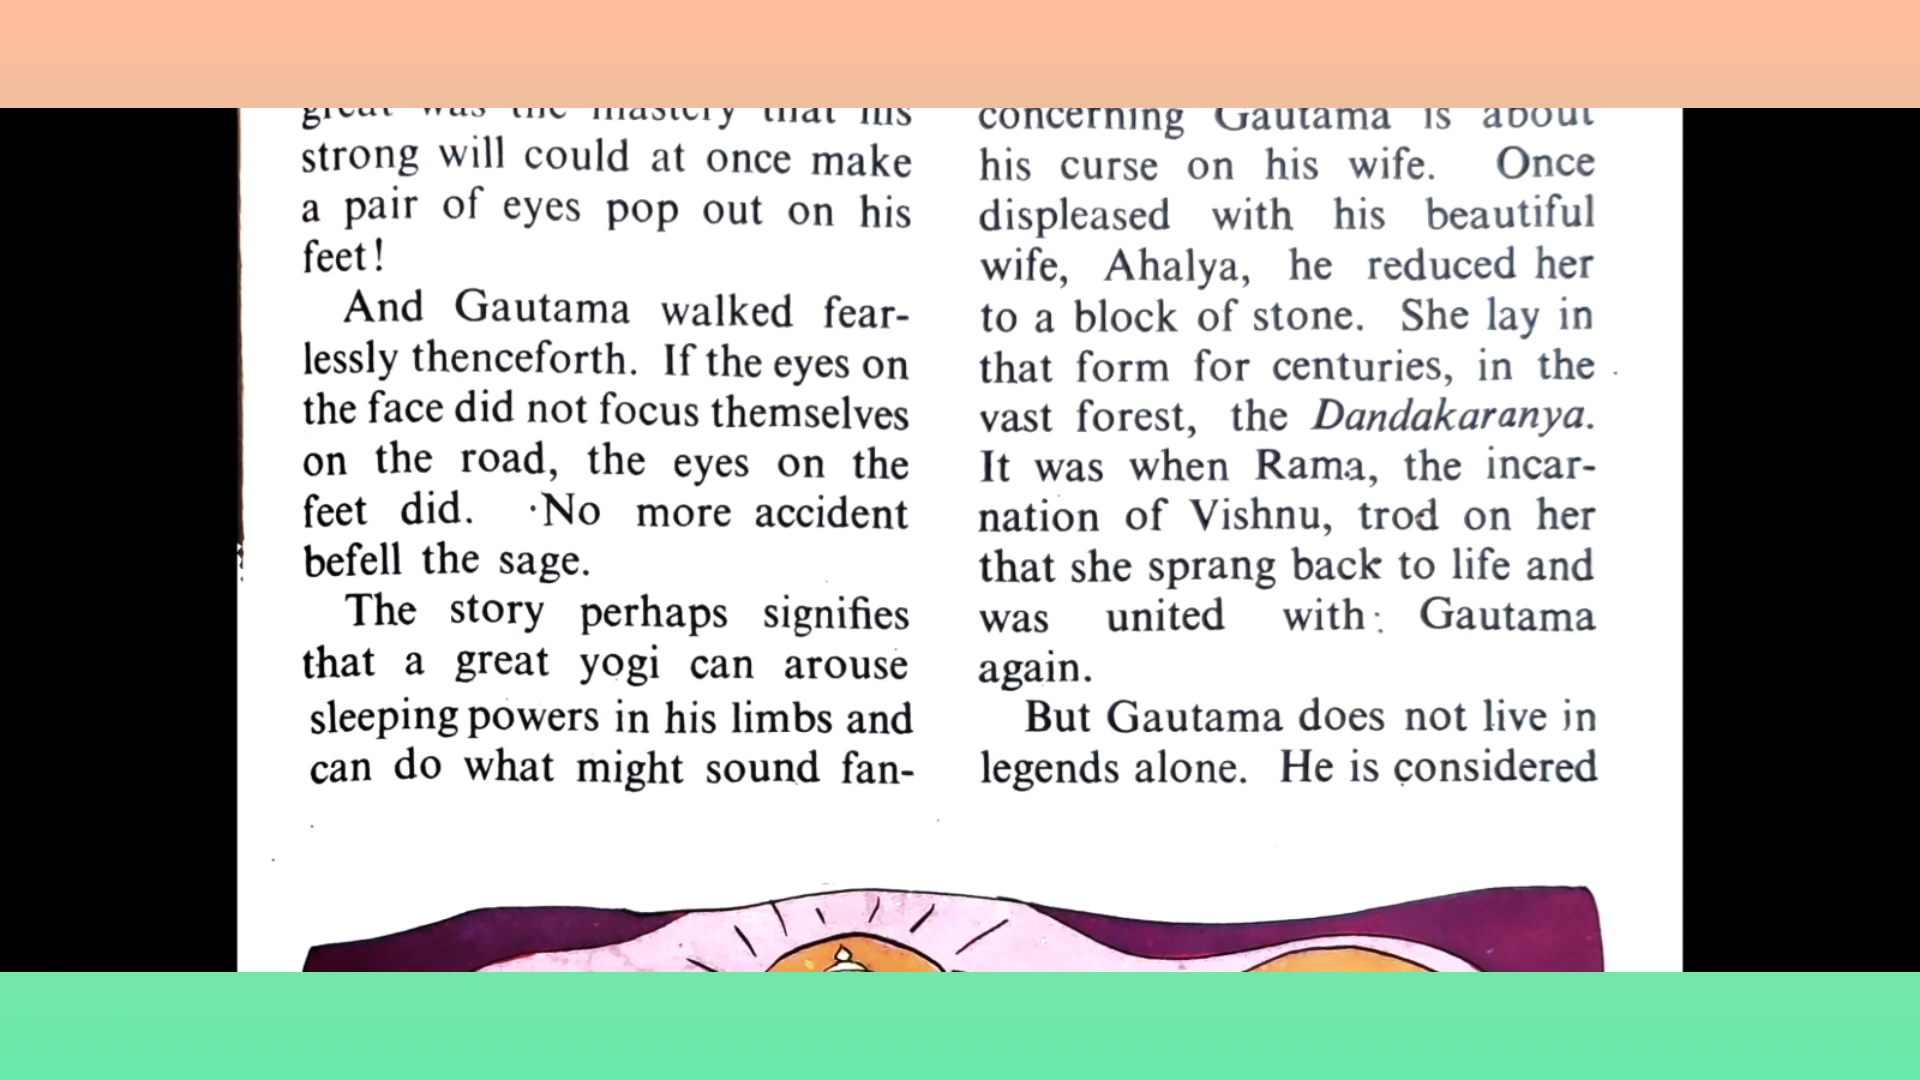 great was the mastery that his
strong will could at once make
a pair of eyes pop out on his
feet!
And Gautama walked fear-
lessly thenceforth. If the eyes on
the face did not focus themselves
on the road, the eyes on the
feet did. No more accident
befell the sage.
The story perhaps signifies
that a great yogi can arouse
sleeping powers in his limbs and
can do what might sound fan-
concerning Gautama is about
his curse on his wife. Once
displeased with his beautiful
wife, Ahalya, he reduced her
to a block of stone. She lay in
that form for centuries, in the
vast forest, the Dandakaranya.
It was when Rama, the incar-
nation of Vishnu, trod on her
that she sprang back to life and
was united with Gautama
again.
But Gautama does not live in
legends alone. He is considered